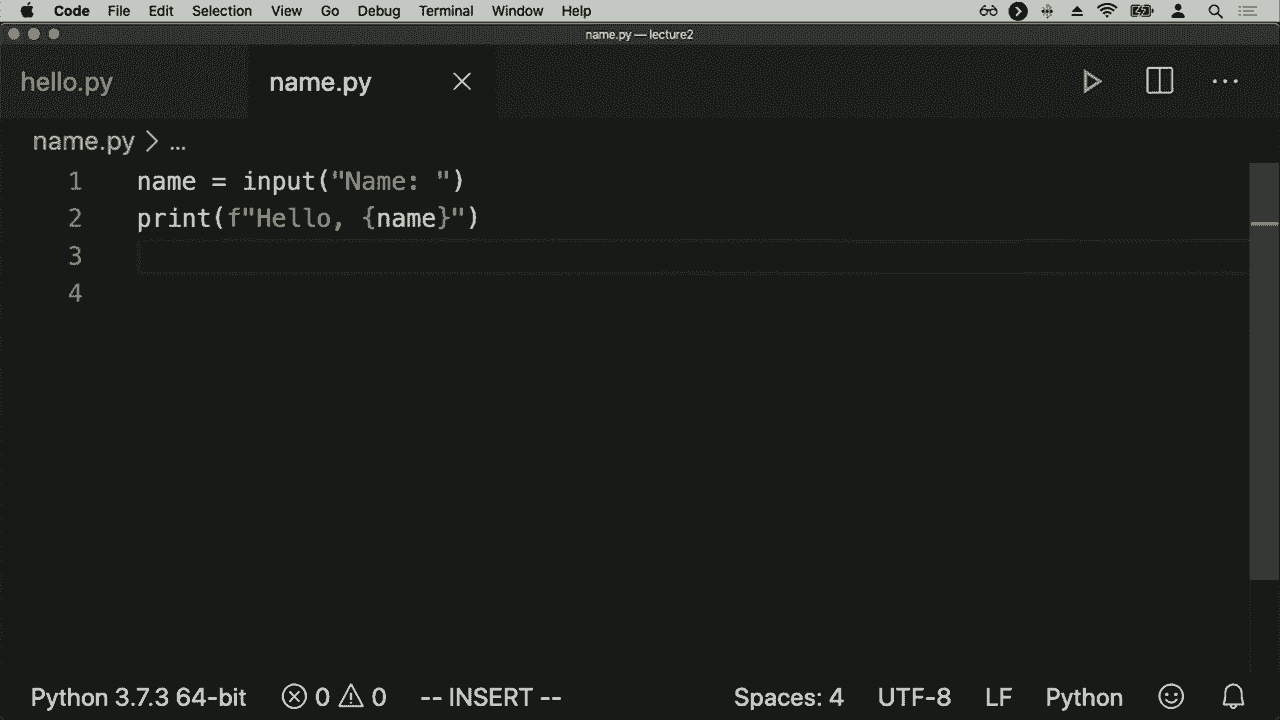 Code File Edit Selection View Go Debug Terminal Window Help
name.py — lecture2
hello.py name.py
name.py > ...
1 name = input("Name: ")
2 print(f"Hello, {name}")
3
4
Python 3.7.3 64-bit 0 0 -- INSERT -- Spaces: 4 UTF-8 LF Python